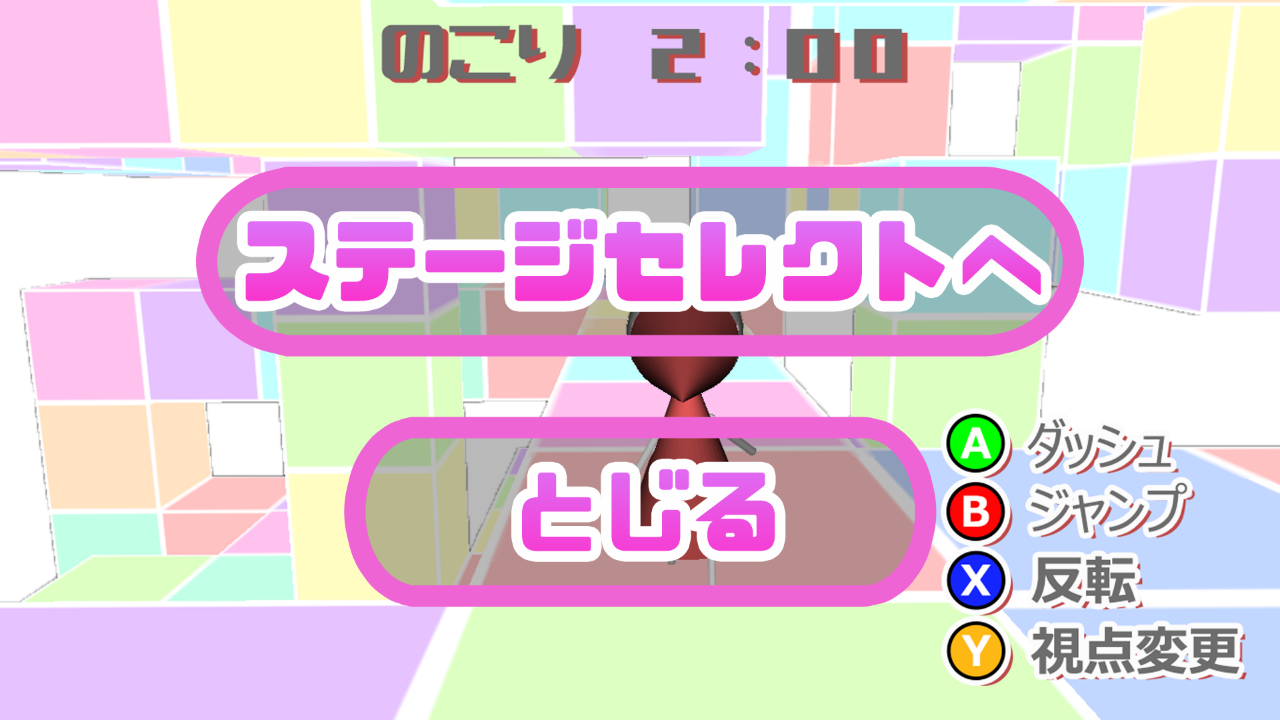 のこり 2:00
ステージセレクトへ
とじる
A ダッシュ
B ジャンプ
X 反転
Y 視点変更